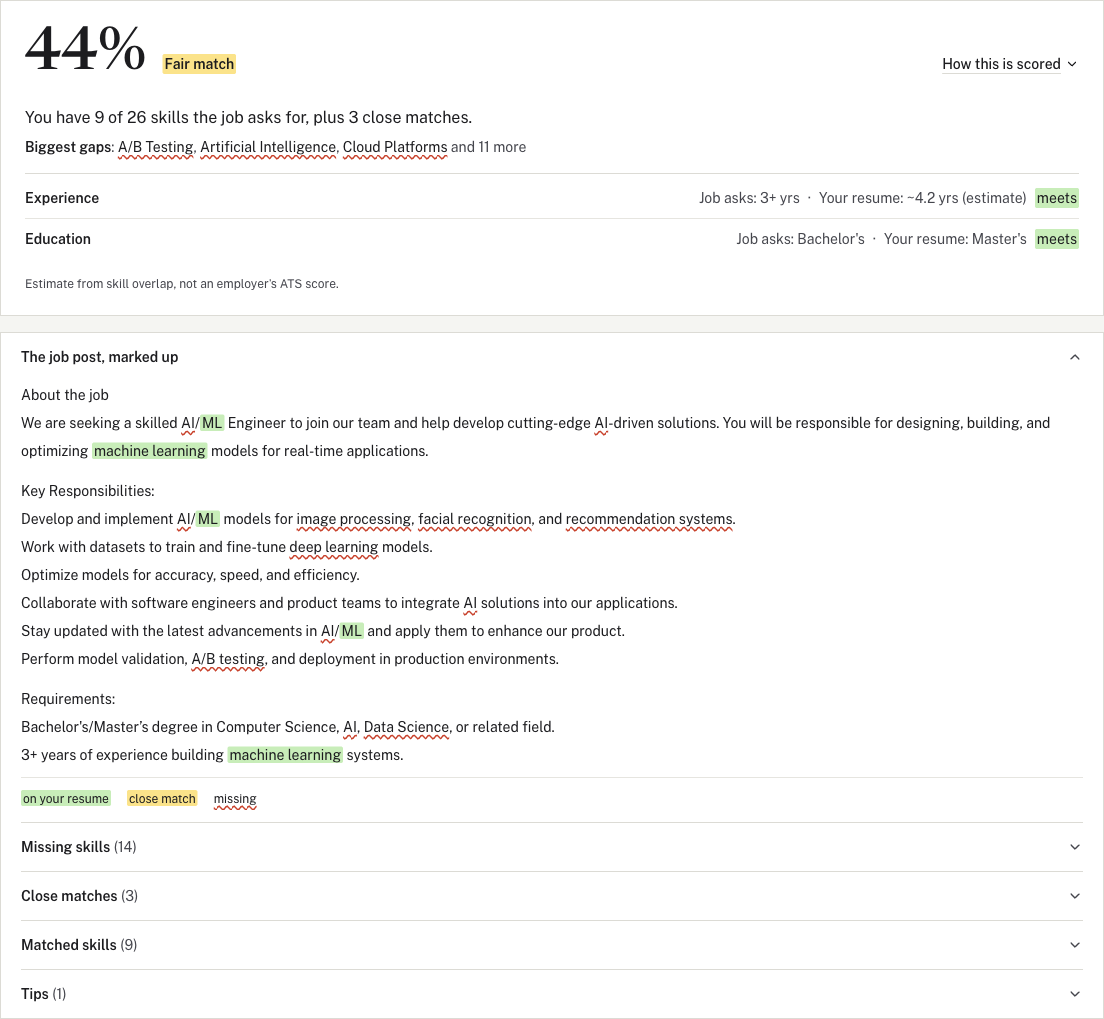 44% Fair match
How this is scored
You have 9 of 26 skills the job asks for, plus 3 close matches.
Biggest gaps: A/B Testing, Artificial Intelligence, Cloud Platforms and 11 more
Experience Job asks: 3+ yrs · Your resume: ~4.2 yrs (estimate) meets
Education Job asks: Bachelor's · Your resume: Master's meets
Estimate from skill overlap, not an employer's ATS score.
The job post, marked up
About the job
We are seeking a skilled AI/ML Engineer to join our team and help develop cutting-edge AI-driven solutions. You will be responsible for designing, building, and
optimizing machine learning models for real-time applications.
Key Responsibilities:
Develop and implement AI/ML models for image processing, facial recognition, and recommendation systems.
Work with datasets to train and fine-tune deep learning models.
Optimize models for accuracy, speed, and efficiency.
Collaborate with software engineers and product teams to integrate AI solutions into our applications.
Stay updated with the latest advancements in AI/ML and apply them to enhance our product.
Perform model validation, A/B testing, and deployment in production environments.
Requirements:
Bachelor's/Master’s degree in Computer Science, AI, Data Science, or related field.
3+ years of experience building machine learning systems.
on your resume close match missing
Missing skills (14)
Close matches (3)
Matched skills (9)
Tips (1)